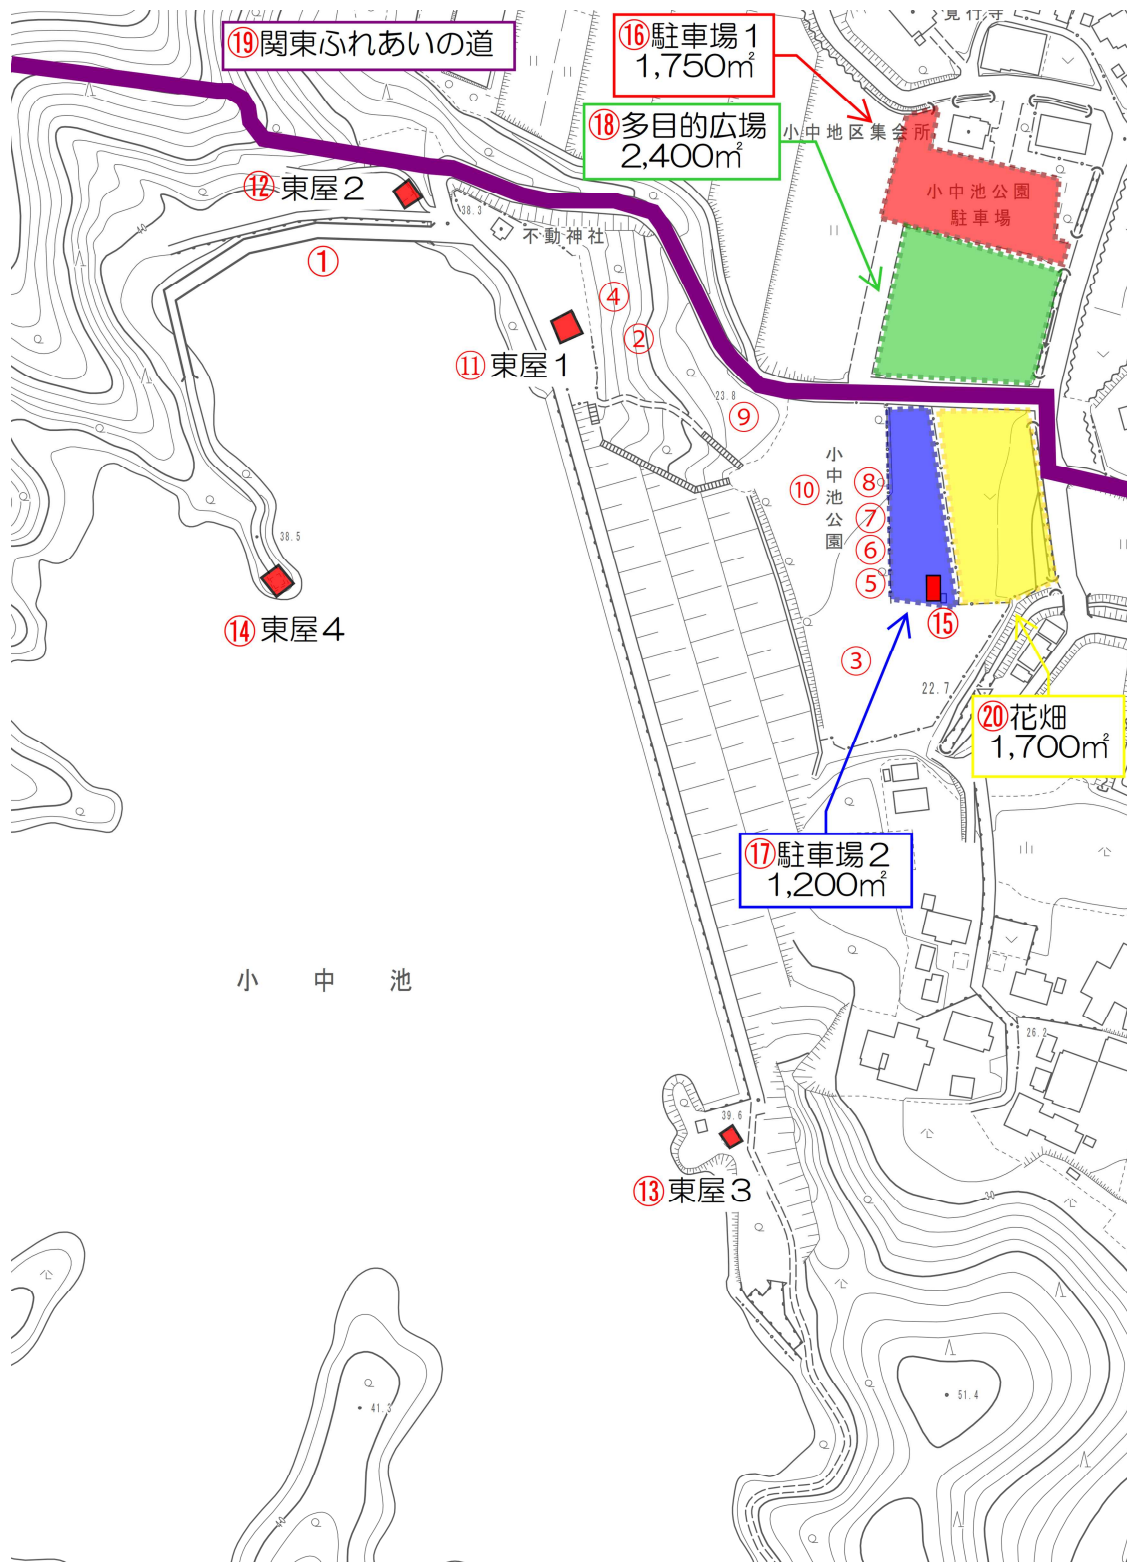 覚行寺
⑲関東ふれあいの道
⑯駐車場1
1,750㎡
⑱多目的広場
2,400㎡
小中地区集会所
小中池公園
駐車場
⑫東屋2
38.3
不動神社
①
④
②
⑪東屋1
23.8
⑨
小中池公園
⑩
⑧
⑦
⑥
⑤
⑮
38.5
⑭東屋4
③
22.7
⑳花畑
1,700㎡
⑰駐車場2
1,200㎡
小中池
26.2
39.6
⑬東屋3
30
51.4
41.3